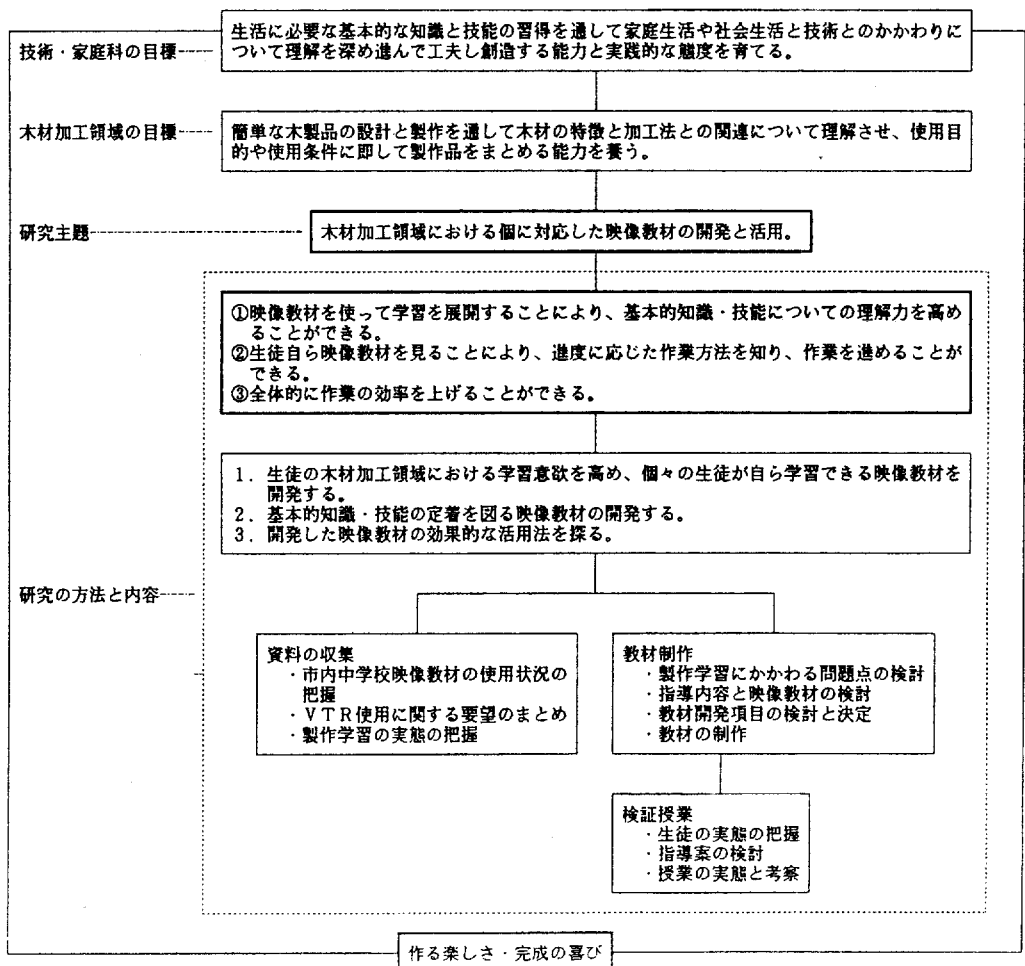 技術・家庭科の目標
生活に必要な基本的な知識と技能の習得を通して家庭生活や社会生活と技術とのかかわりに
ついて理解を深め進んで工夫し創造する能力と実践的な態度を育てる。
木材加工領域の目標
簡単な木製品の設計と製作を通して木材の特徴と加工法との関連について理解させ、使用目
的や使用条件に即して製作品をまとめる能力を養う。
研究主題
木材加工領域における個に対応した映像教材の開発と活用。
①映像教材を使って学習を展開することにより、基本的知識・技能についての理解力を高め
ることができる。
②生徒自ら映像教材を見ることにより、進度に応じた作業方法を知り、作業を進めることが
できる。
③全体的に作業の効率を上げることができる。
1．生徒の木材加工領域における学習意欲を高め、個々の生徒が自ら学習できる映像教材を
開発する。
2．基本的知識・技能の定着を図る映像教材の開発する。
3．開発した映像教材の効果的な活用法を探る。
研究の方法と内容
資料の収集
・市内中学校映像教材の使用状況の
把握
・VTR使用に関する要望のまとめ
・製作学習の実態の把握
教材制作
・製作学習にかかわる問題点の検討
・指導内容と映像教材の検討
・教材開発項目の検討と決定
・教材の制作
検証授業
・生徒の実態の把握
・指導案の検討
・授業の実態と考察
作る楽しさ・完成の喜び